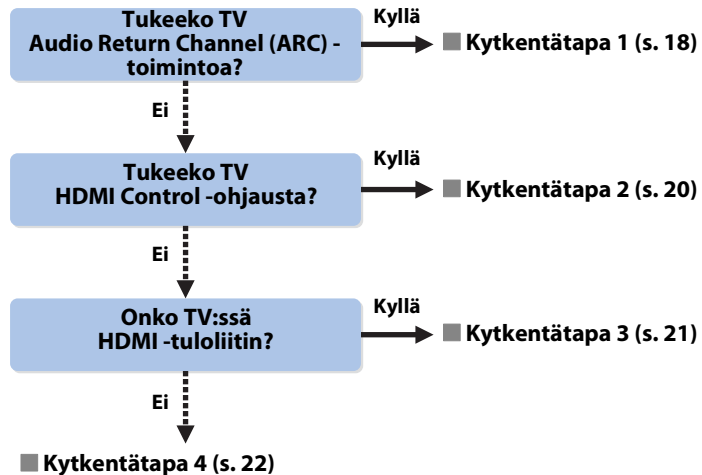 Tukeeko TV
Audio Return Channel (ARC) -
toimintoa?
Kyllä
■ Kytkentätapa 1 (s. 18)
Ei
Tukeeko TV
HDMI Control -ohjausta?
Kyllä
■ Kytkentätapa 2 (s. 20)
Ei
Onko TV:ssä
HDMI -tuloliitin?
Kyllä
■ Kytkentätapa 3 (s. 21)
Ei
■ Kytkentätapa 4 (s. 22)